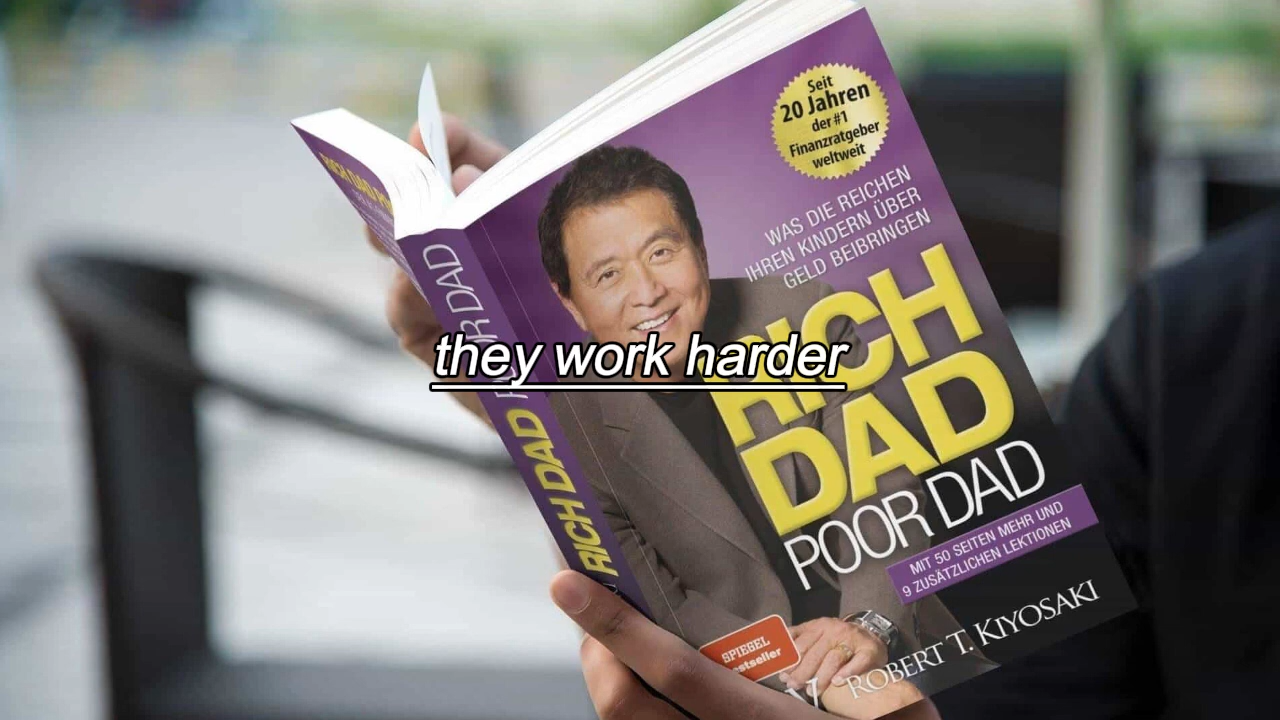 Seit
20 Jahren
der #1
Finanzratgeber
weltweit
WAS DIE REICHEN
IHREN KINDERN ÜBER
GELD BEIBRINGEN
RICH
DAD
POOR DAD
MIT 50 SEITEN MEHR UND
9 ZUSÄTZLICHEN LEKTIONEN
ROBERT T. KIYOSAKI
SPIEGEL
Bestseller
RICH DAD POOR DAD
they work harder